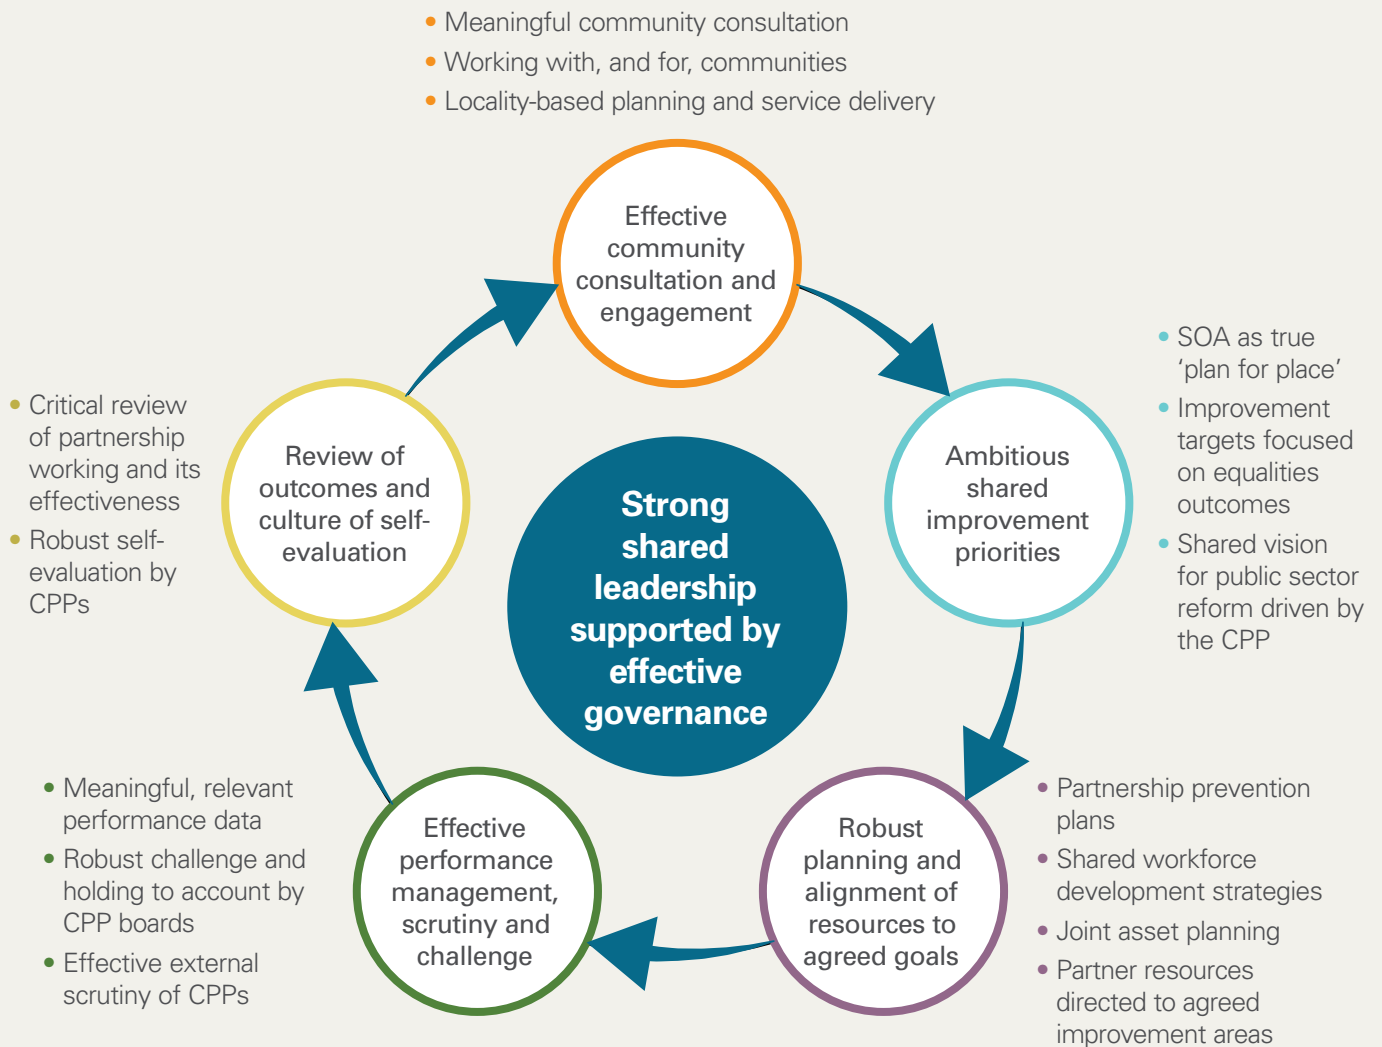 • Meaningful community consultation
• Working with, and for, communities
• Locality-based planning and service delivery
Effective
community
consultation and
engagement
• SOA as true
‘plan for place’
• Improvement
targets focused
on equalities
outcomes
• Shared vision
for public sector
reform driven by
the CPP
Ambitious
shared
improvement
priorities
• Critical review
of partnership
working and its
effectiveness
• Robust self-
evaluation by
CPPs
Review of
outcomes and
culture of self-
evaluation
Strong
shared
leadership
supported by
effective
governance
• Meaningful, relevant
performance data
• Robust challenge and
holding to account by
CPP boards
• Effective external
scrutiny of CPPs
Effective
performance
management,
scrutiny and
challenge
Robust
planning and
alignment of
resources to
agreed goals
• Partnership prevention
plans
• Shared workforce
development strategies
• Joint asset planning
• Partner resources
directed to agreed
improvement areas